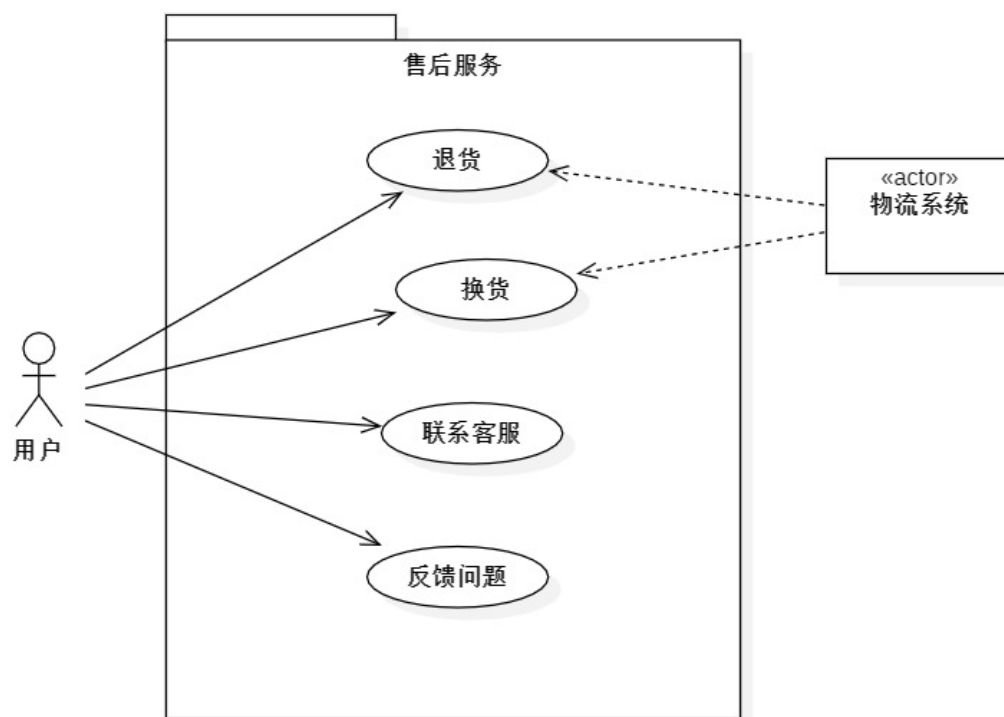 售后服务
退货
«actor»
物流系统
换货
用户
联系客服
反馈问题